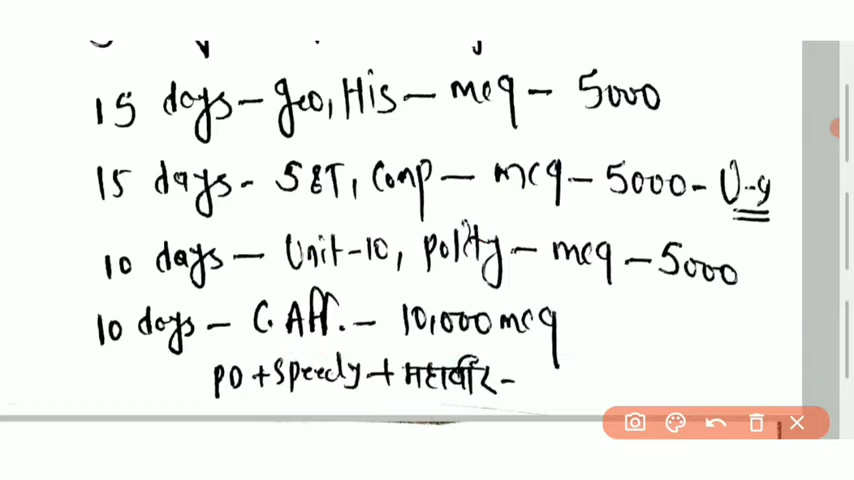 15 days - geo, His - mcq - 5000
15 days - S&T, Comp - mcq - 5000 - U-9
10 days - Unit-10, polity - mcq - 5000
10 days - C. Aff. - 10,000 mcq
PD + Speedy + महावीर -